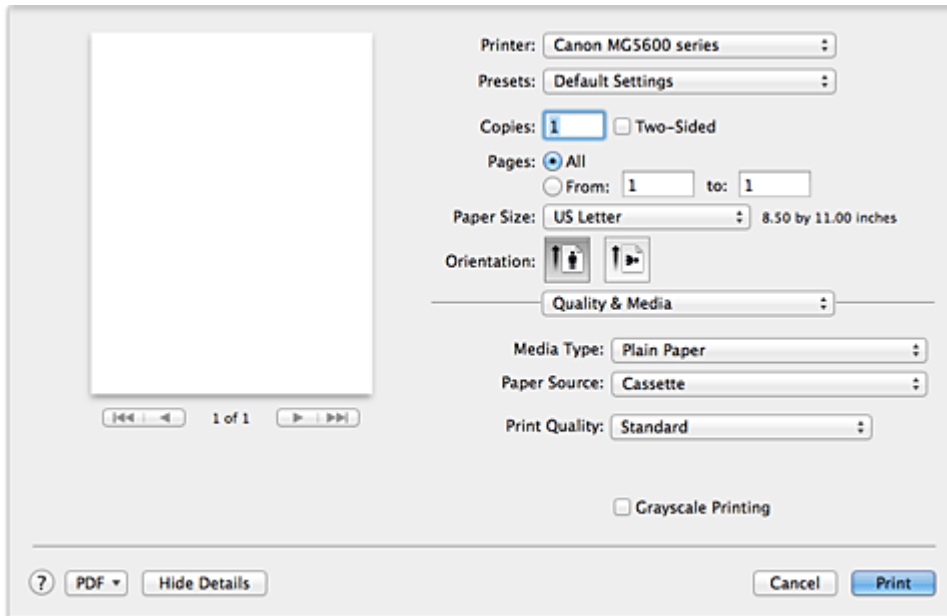 Printer: Canon MG5600 series
Presets: Default Settings
Copies: 1 Two-Sided
Pages: All
From: 1 to: 1
Paper Size: US Letter 8.50 by 11.00 inches
Orientation:
Quality & Media
Media Type: Plain Paper
Paper Source: Cassette
1 of 1
Print Quality: Standard
Grayscale Printing
? PDF Hide Details Cancel Print